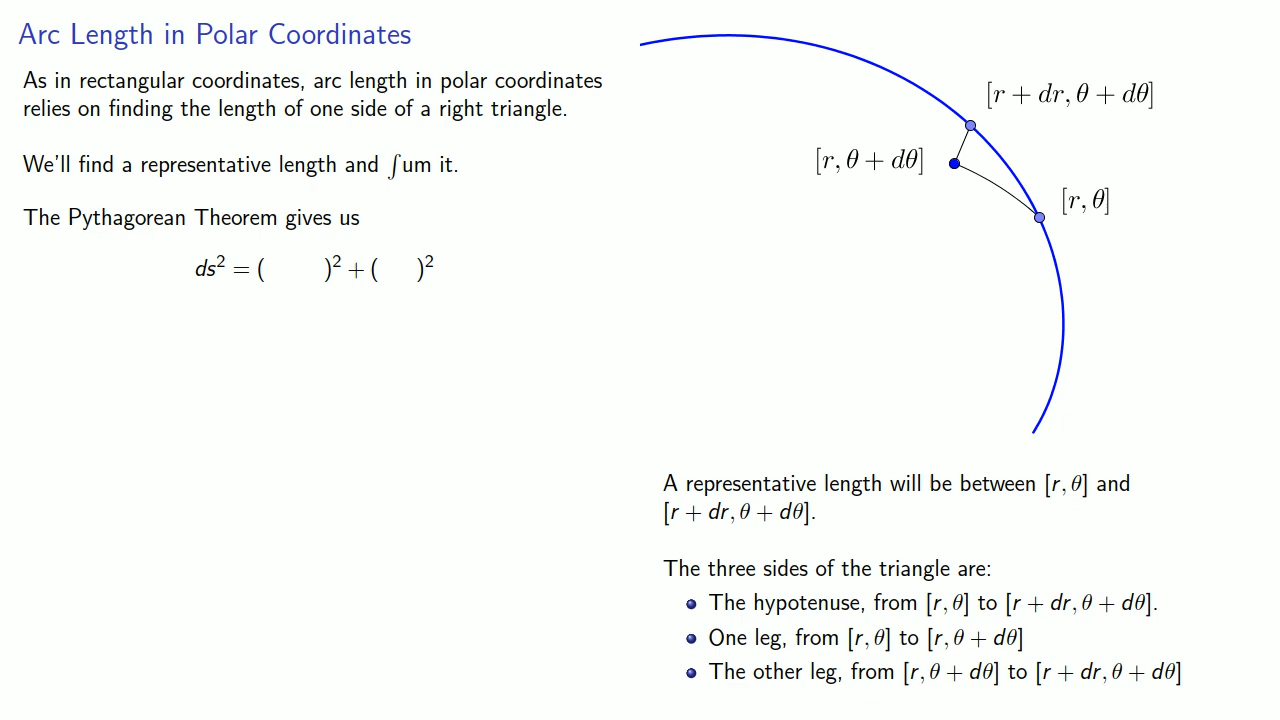 Arc Length in Polar Coordinates
As in rectangular coordinates, arc length in polar coordinates
relies on finding the length of one side of a right triangle.
We'll find a representative length and ∫um it.
The Pythagorean Theorem gives us
ds² = (      )² + (    )²
[r + dr, θ + dθ]
[r, θ + dθ]
[r, θ]
A representative length will be between [r, θ] and
[r + dr, θ + dθ].
The three sides of the triangle are:
The hypotenuse, from [r, θ] to [r + dr, θ + dθ].
One leg, from [r, θ] to [r, θ + dθ]
The other leg, from [r, θ + dθ] to [r + dr, θ + dθ]